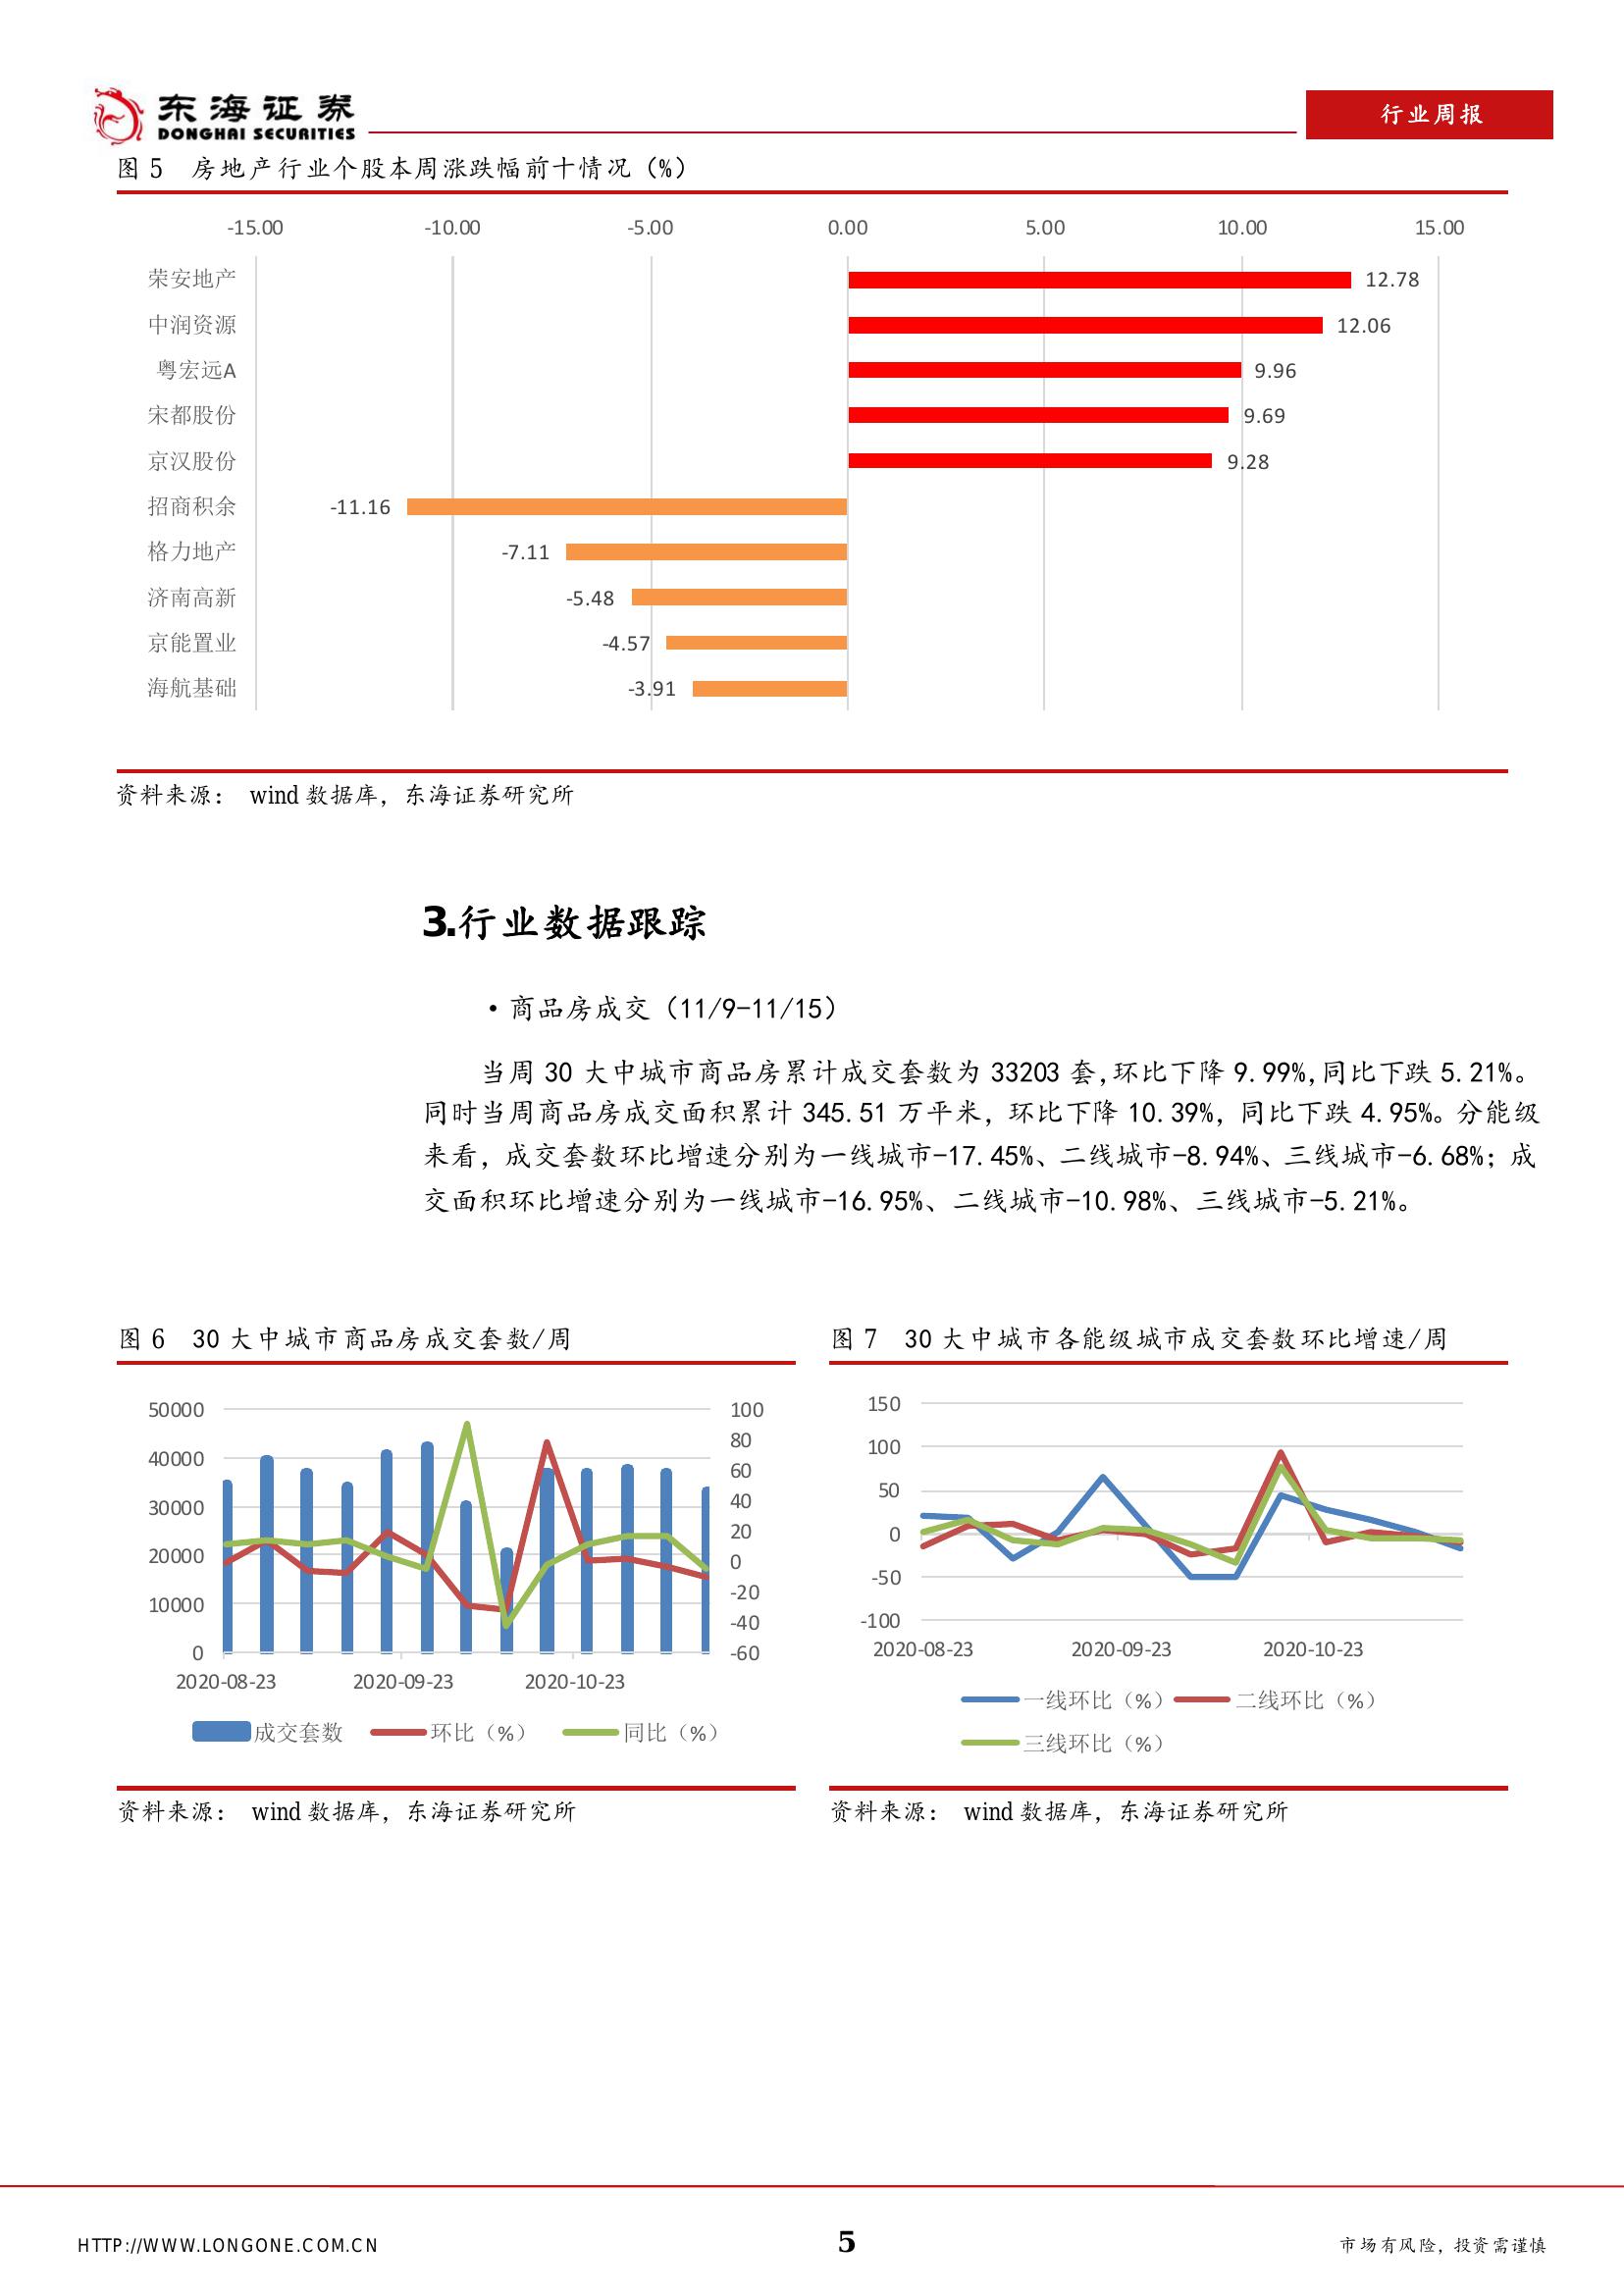 东海证券
DONGHAI SECURITIES
行业周报
图 5 房地产行业个股本周涨跌幅前十情况（%）
-15.00 -10.00 -5.00 0.00 5.00 10.00 15.00
荣安地产 12.78
中润资源 12.06
粤宏远A 9.96
宋都股份 9.69
京汉股份 9.28
招商积余 -11.16
格力地产 -7.11
济南高新 -5.48
京能置业 -4.57
海航基础 -3.91
资料来源： wind 数据库，东海证券研究所
3.行业数据跟踪
·商品房成交（11/9-11/15）
当周 30 大中城市商品房累计成交套数为 33203 套,环比下降 9.99%,同比下跌 5.21%。
同时当周商品房成交面积累计 345.51 万平米，环比下降 10.39%，同比下跌 4.95%。分能级
来看，成交套数环比增速分别为一线城市-17.45%、二线城市-8.94%、三线城市-6.68%；成
交面积环比增速分别为一线城市-16.95%、二线城市-10.98%、三线城市-5.21%。
图 6 30 大中城市商品房成交套数/周
50000
40000
30000
20000
10000
0
100
80
60
40
20
0
-20
-40
-60
2020-08-23 2020-09-23 2020-10-23
成交套数 环比（%） 同比（%）
资料来源： wind 数据库，东海证券研究所
图 7 30 大中城市各能级城市成交套数环比增速/周
150
100
50
0
-50
-100
2020-08-23 2020-09-23 2020-10-23
一线环比（%） 二线环比（%）
三线环比（%）
资料来源： wind 数据库，东海证券研究所
HTTP://WWW.LONGONE.COM.CN
5
市场有风险，投资需谨慎